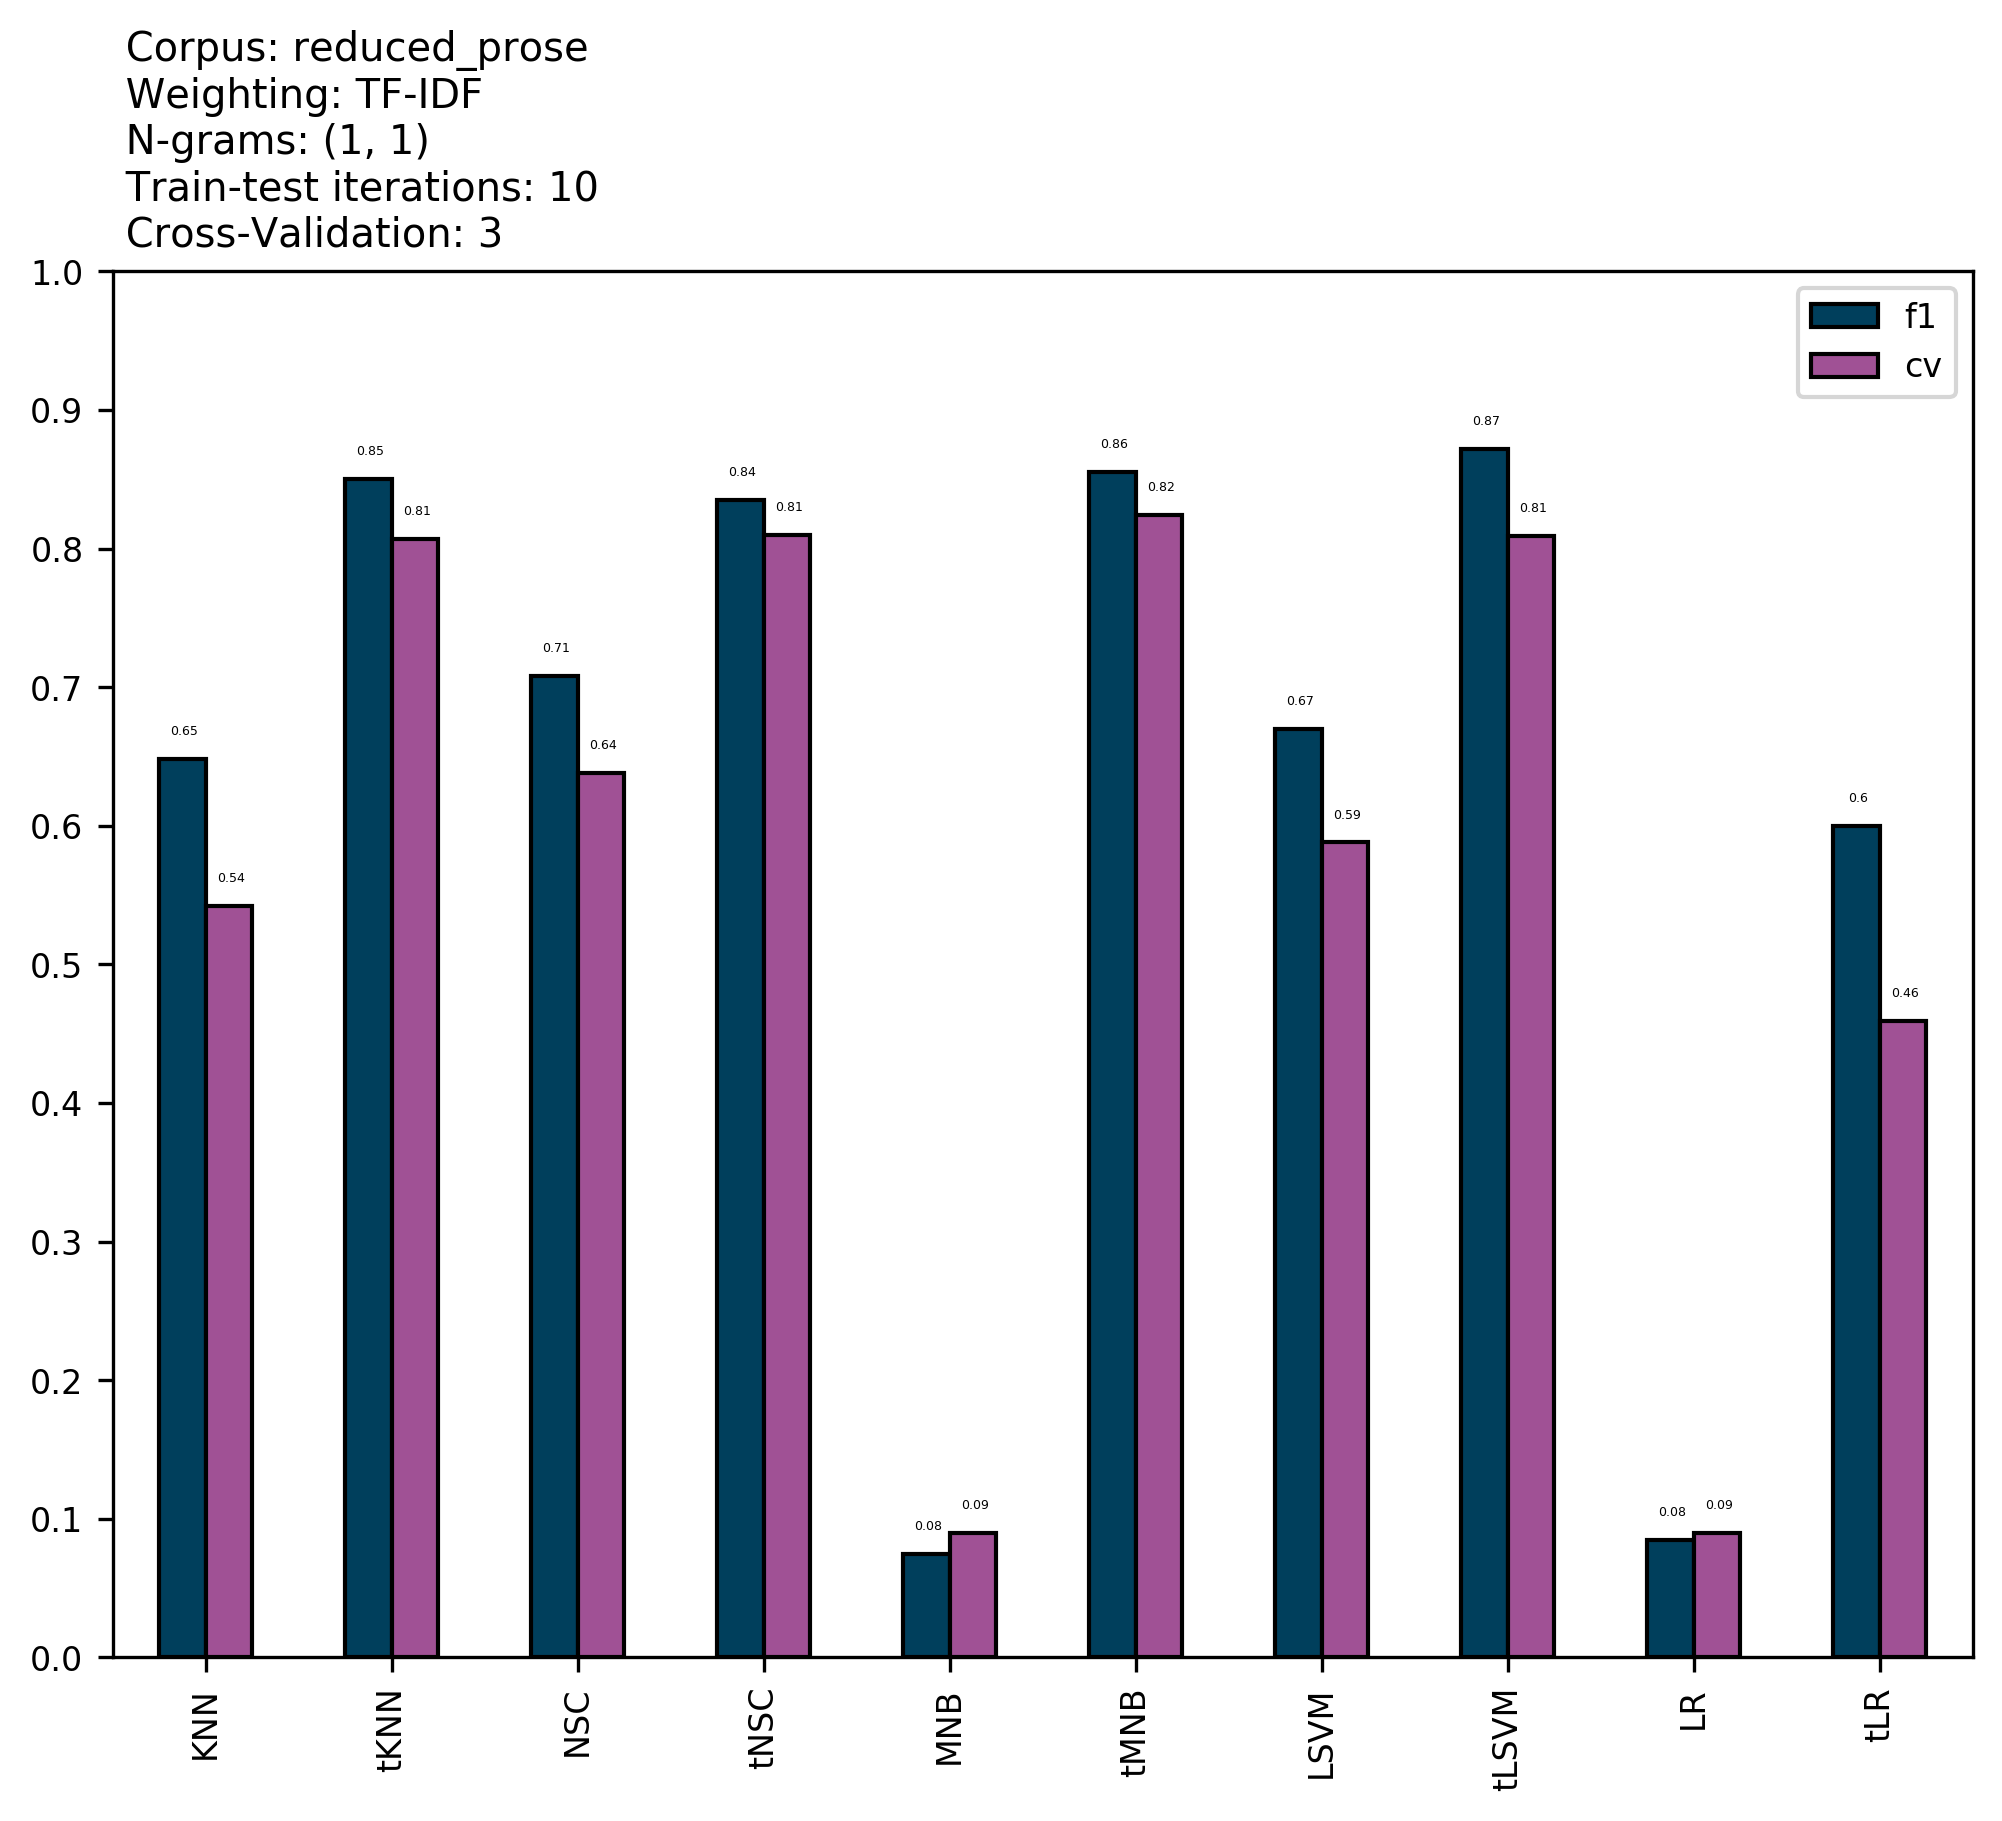 Corpus: reduced_prose
Weighting: TF-IDF
N-grams: (1, 1)
Train-test iterations: 10
Cross-Validation: 3
1.0
0.9
0.8
0.7
0.6
0.5
0.4
0.3
0.2
0.1
0.0
f1
cv
0.65
0.54
0.85
0.81
0.71
0.64
0.84
0.81
0.08
0.09
0.86
0.82
0.67
0.59
0.87
0.81
0.08
0.09
0.6
0.46
KNN
tKNN
NSC
tNSC
MNB
tMNB
LSVM
tLSVM
LR
tLR